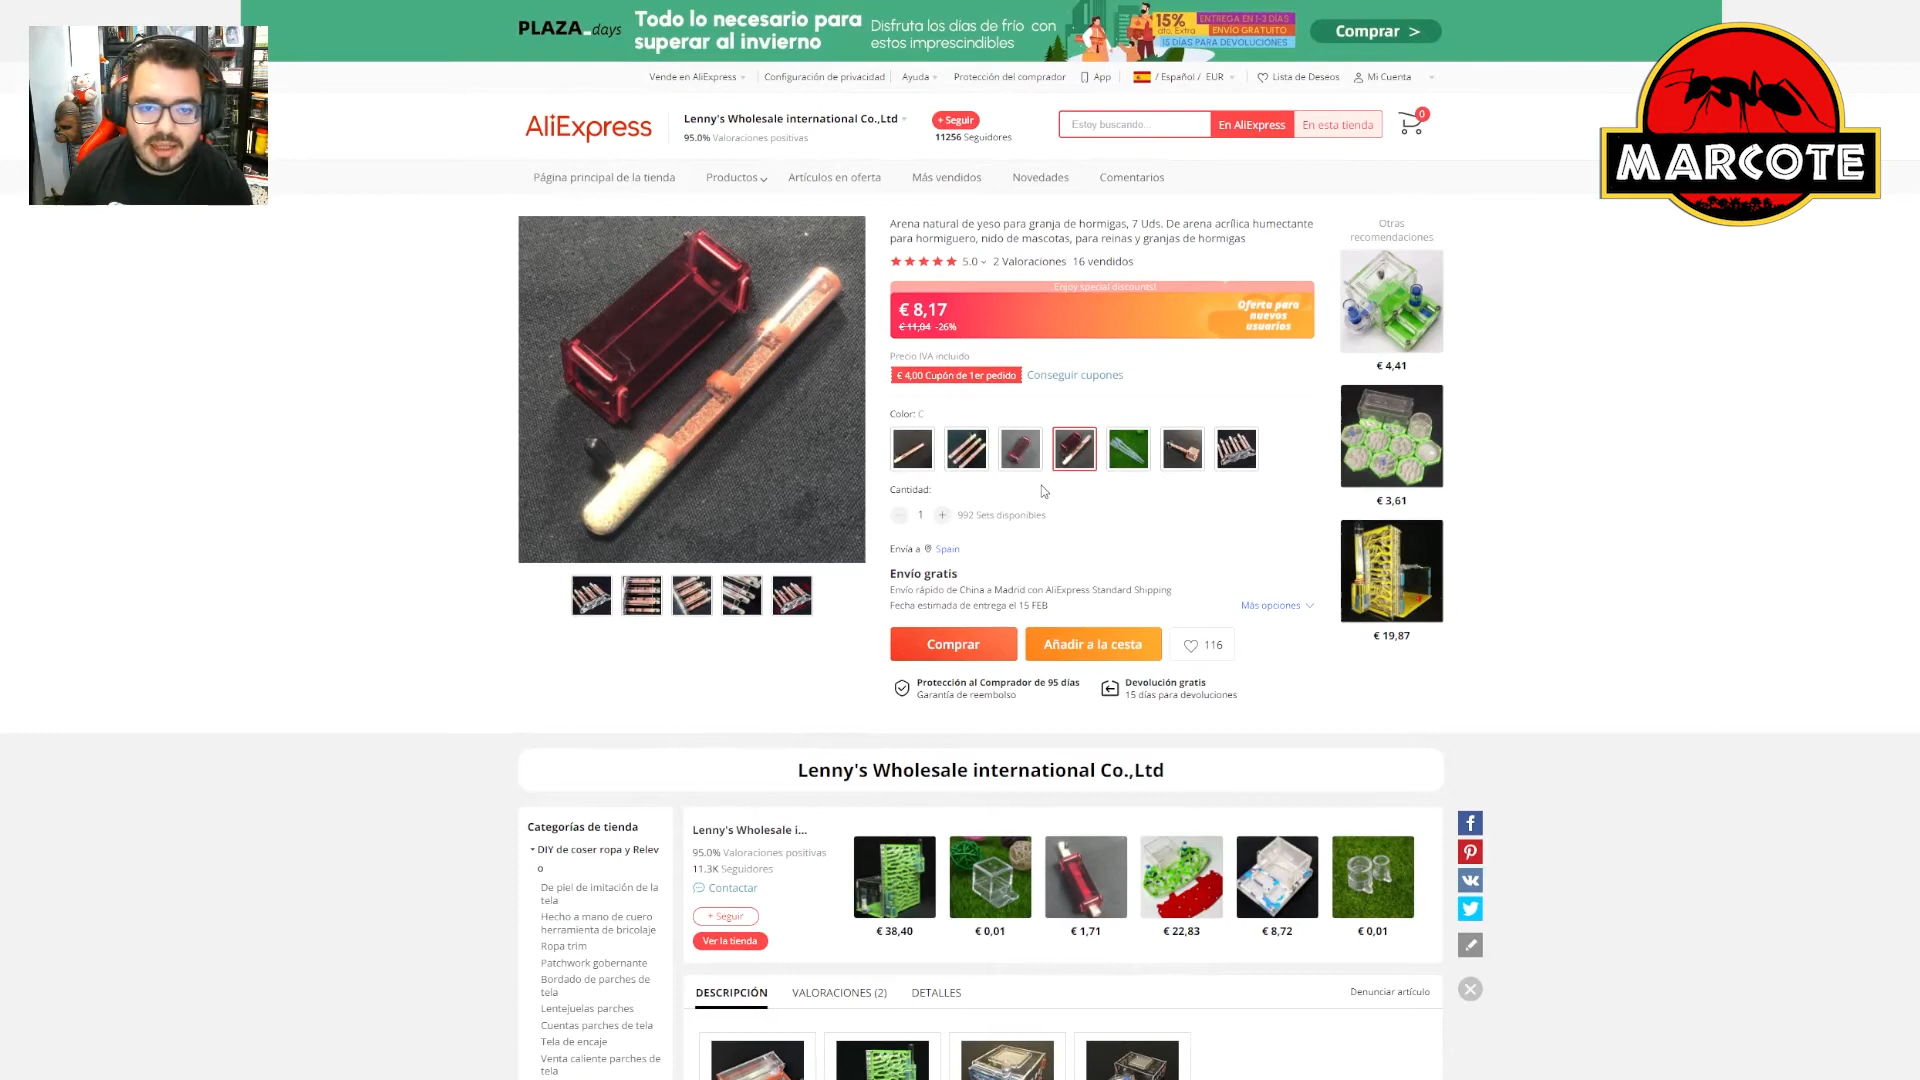 PLAZA_days
Todo lo necesario para
superar al invierno
Disfruta los días de frío con
estos imprescindibles
15%
dto. Extra
ENTREGA EN 1-3 DÍAS
ENVÍO GRATUITO
15 DÍAS PARA DEVOLUCIONES
Comprar >
Vende en AliExpress
Configuración de privacidad
Ayuda
Protección del comprador
App
/ Español / EUR
Lista de Deseos
Mi Cuenta
MARCOTE
AliExpress
Lenny's Wholesale international Co.,Ltd
95.0% Valoraciones positivas
+ Seguir
11256 Seguidores
Estoy buscando...
En AliExpress
En esta tienda
0
Página principal de la tienda
Productos
Artículos en oferta
Más vendidos
Novedades
Comentarios
Arena natural de yeso para granja de hormigas, 7 Uds. De arena acrílica humectante
para hormiguero, nido de mascotas, para reinas y granjas de hormigas
5.0
2 Valoraciones
16 vendidos
Enjoy special discounts!
€ 8,17
€ 11,04 -26%
Oferta para
nuevos
usuarios
Precio IVA incluido
€ 4,00 Cupón de 1er pedido
Conseguir cupones
Color: C
Cantidad:
1
992 Sets disponibles
Envía a Spain
Envío gratis
Envío rápido de China a Madrid con AliExpress Standard Shipping
Fecha estimada de entrega el 15 FEB
Más opciones
Comprar
Añadir a la cesta
116
Protección al Comprador de 95 días
Garantía de reembolso
Devolución gratis
15 días para devoluciones
Otras
recomendaciones
€ 4,41
€ 3,61
€ 19,87
Lenny's Wholesale international Co.,Ltd
Categorías de tienda
DIY de coser ropa y Relev
o
De piel de imitación de la
tela
Hecho a mano de cuero
herramienta de bricolaje
Ropa trim
Patchwork gobernante
Bordado de parches de
tela
Lentejuelas parches
Cuentas parches de tela
Tela de encaje
Venta caliente parches de
tela
Lenny's Wholesale i...
95.0% Valoraciones positivas
11.3K Seguidores
Contactar
+ Seguir
Ver la tienda
€ 38,40
€ 0,01
€ 1,71
€ 22,83
€ 8,72
€ 0,01
DESCRIPCIÓN
VALORACIONES (2)
DETALLES
Denunciar artículo